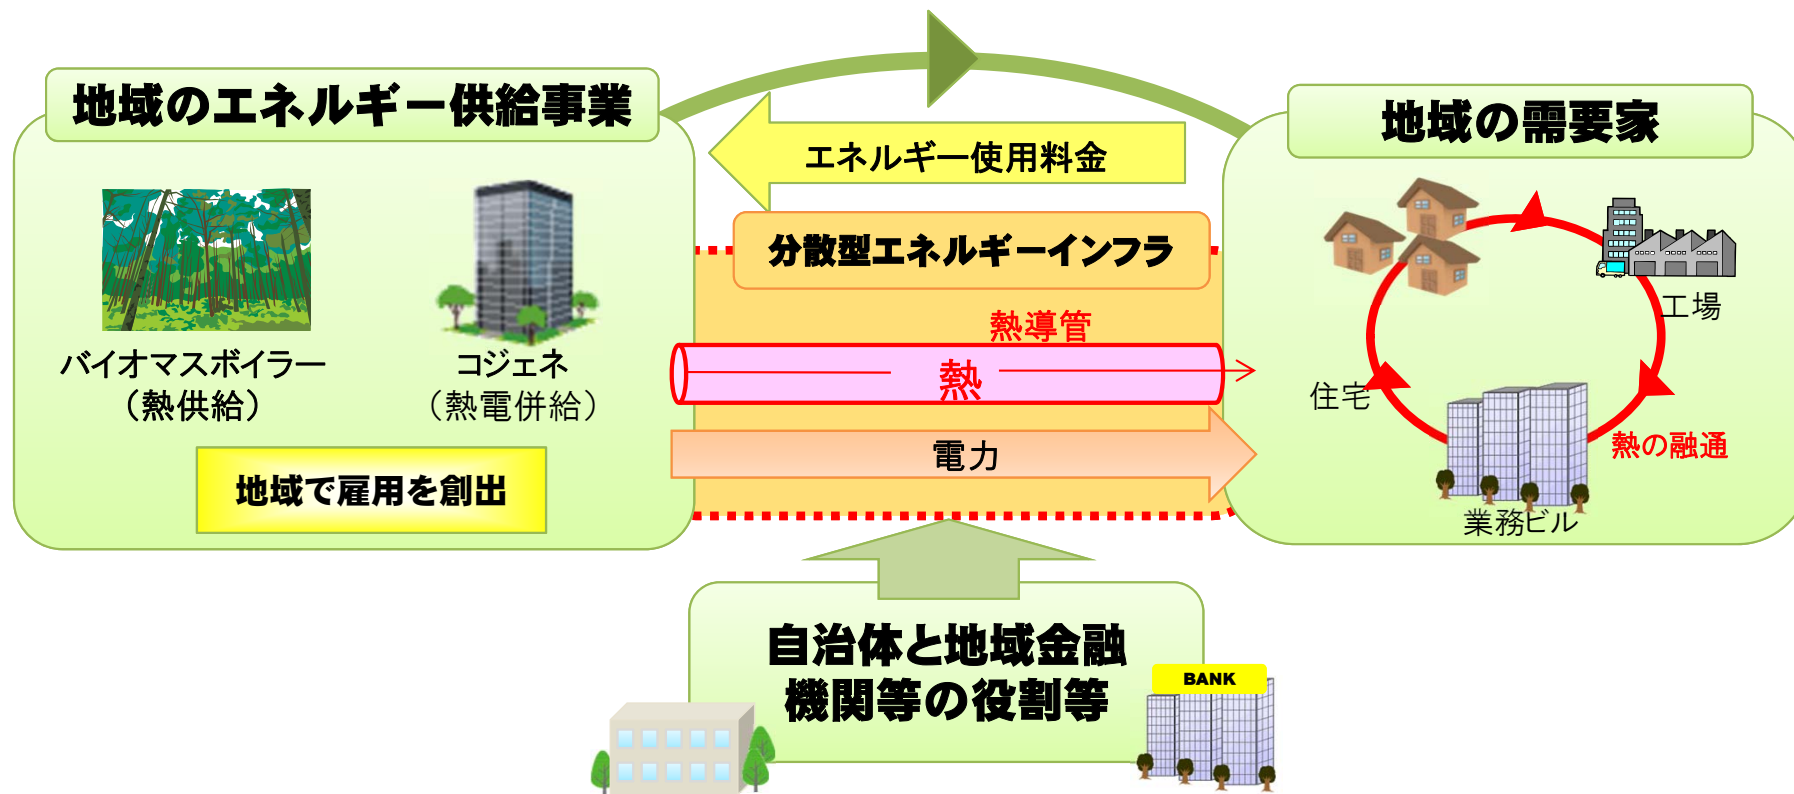 地域のエネルギー供給事業
バイオマスボイラー
（熱供給）
コジェネ
（熱電併給）
地域で雇用を創出
エネルギー使用料金
分散型エネルギーインフラ
熱導管
熱
電力
地域の需要家
工場
住宅
熱の融通
業務ビル
自治体と地域金融
機関等の役割等
BANK